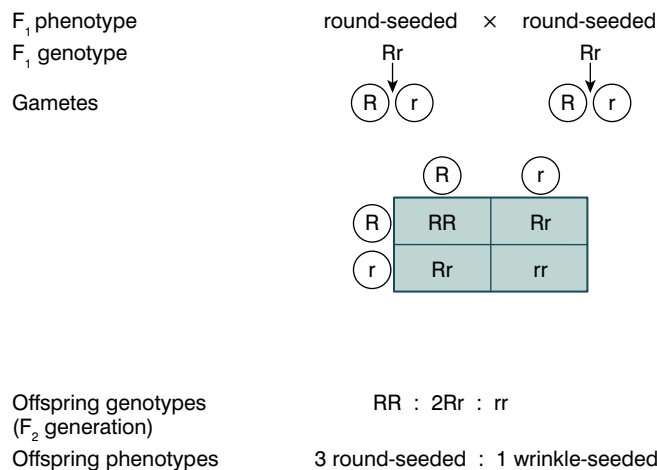 F₁ phenotype round-seeded × round-seeded
F₁ genotype Rr Rr
Gametes R r R r
R r
R RR Rr
r Rr rr
Offspring genotypes RR : 2Rr : rr
(F₂ generation)
Offspring phenotypes 3 round-seeded : 1 wrinkle-seeded